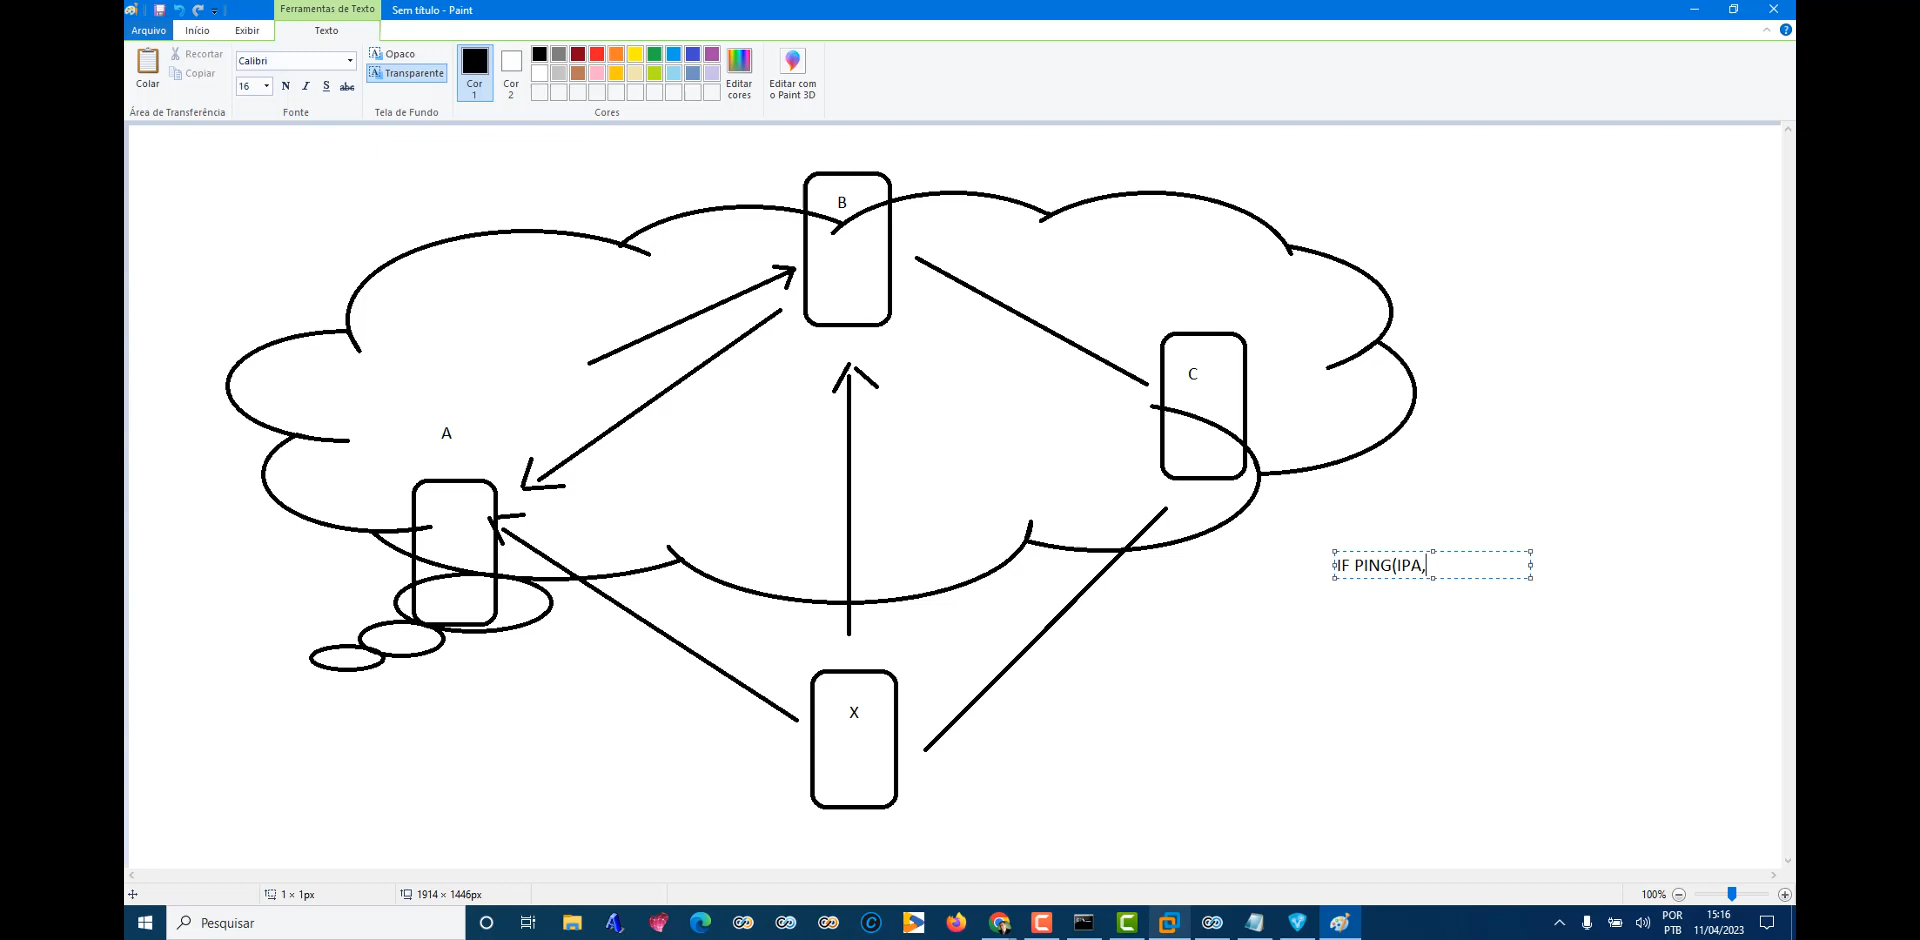 Ferramentas de Texto
Sem título - Paint
Arquivo
Início
Exibir
Texto
Colar
Recortar
Copiar
Área de Transferência
Calibri
16
N
I
S
abc
Fonte
Opaco
Transparente
Tela de Fundo
Cor
1
Cor
2
Editar
cores
Cores
Editar com
o Paint 3D
B
C
A
IF PING(IPA,
X
1 × 1px
1914 × 1446px
100%
Pesquisar
POR
PTB
15:16
11/04/2023